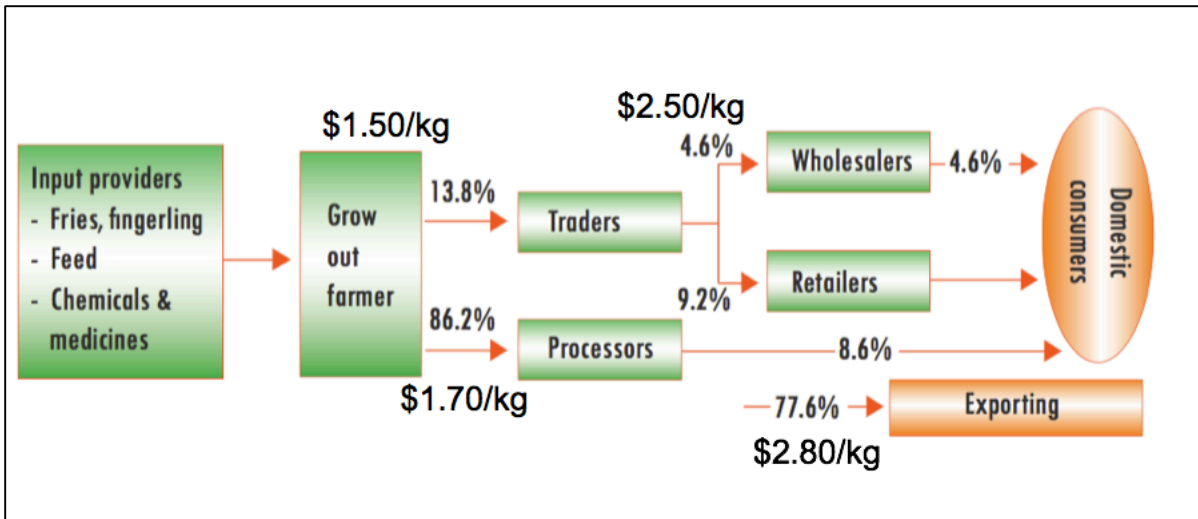 $1.50/kg
$2.50/kg
Input providers
- Fries, fingerling
- Feed
- Chemicals &
medicines
Grow
out
farmer
13.8%
86.2%
$1.70/kg
Traders
Processors
4.6%
9.2%
Wholesalers
Retailers
4.6%
8.6%
Domestic
consumers
77.6%
$2.80/kg
Exporting